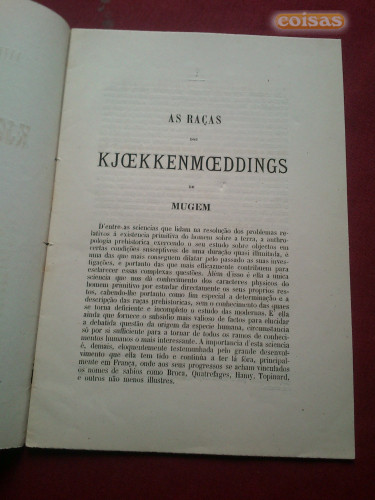 coisas
AS RAÇAS
DOS
KJŒKKENMŒDDINGS
DE
MUGEM
D'entre as sciencias que lidam na resolução dos problemas re-
lativos á existencia primitiva do homem sobre a terra, a anthro-
pologia prehistorica exercendo o seu estudo sobre objectos em
certas condições susceptiveis de uma duração quasi illimitada, é
uma das que mais conseguem dilatar pelo passado as suas inves-
tigações, e portanto das que mais efficazmente contribuem para
esclarecer essas complexas questões. Além d'isso é ella a unica
sciencia que nos dá conhecimento dos caracteres physicos do
homem primitivo por estudar directamente os seus proprios res-
tos, cabendo-lhe portanto como fim especial a determinação e a
descripção das raças prehistoricas, sem o conhecimento das quaes
se torna deficiente e incompleto o estudo das modernas. E ella
ainda que fornece o subsidio mais valioso de factos para elucidar
a debatida questão da origem da especie humana, circumstancia
só por si sufficiente para a tornar de todos os ramos de conheci-
mentos humanos o mais interessante. A importancia d'esta sciencia
é, demais, eloquentemente testemunhada pelo grande desenvol-
vimento que ella tem tido e continúa a ter lá fóra, principal-
mente em França, onde aos seus progressos se acham vinculados
os nomes de sabios como Broca, Quatrefages, Hamy, Topinard,
e outros não menos illustres.